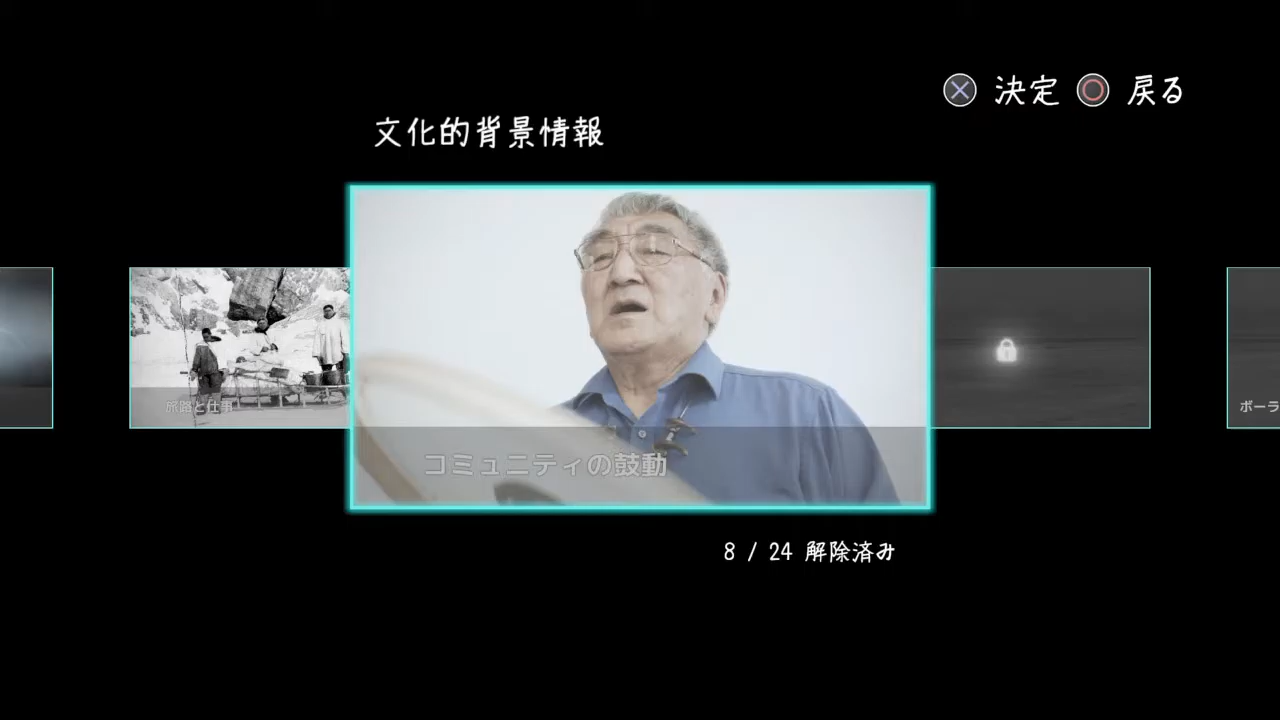 決定 戻る
文化的背景情報
旅路と仕事
コミュニティの鼓動
ボーラ
8 / 24 解除済み